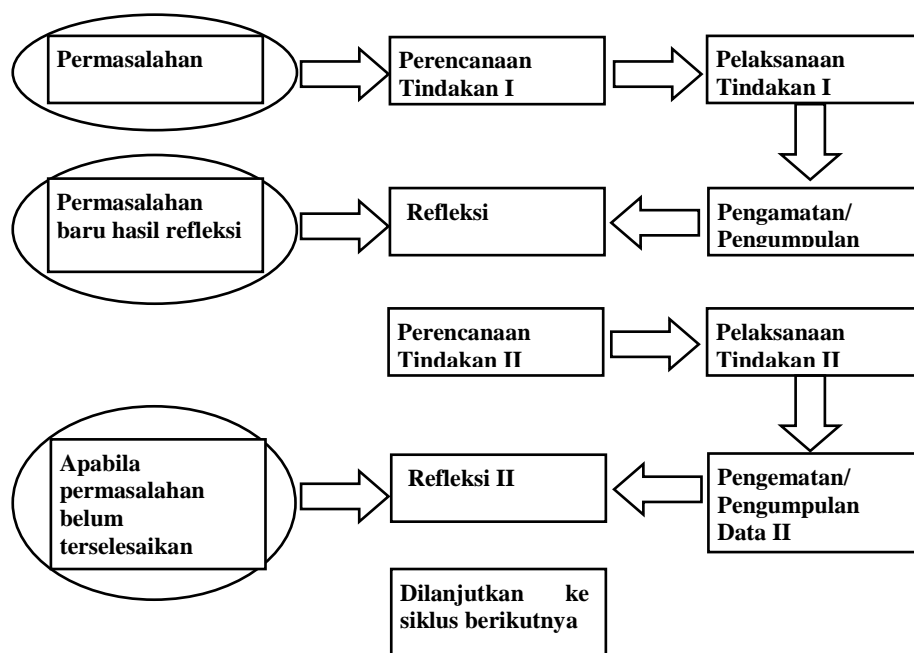 Permasalahan
Perencanaan
Tindakan I
Pelaksanaan
Tindakan I
Permasalahan
baru hasil refleksi
Refleksi
Pengamatan/
Pengumpulan
Perencanaan
Tindakan II
Pelaksanaan
Tindakan II
Apabila
permasalahan
belum
terselesaikan
Refleksi II
Pengematan/
Pengumpulan
Data II
Dilanjutkan ke
siklus berikutnya